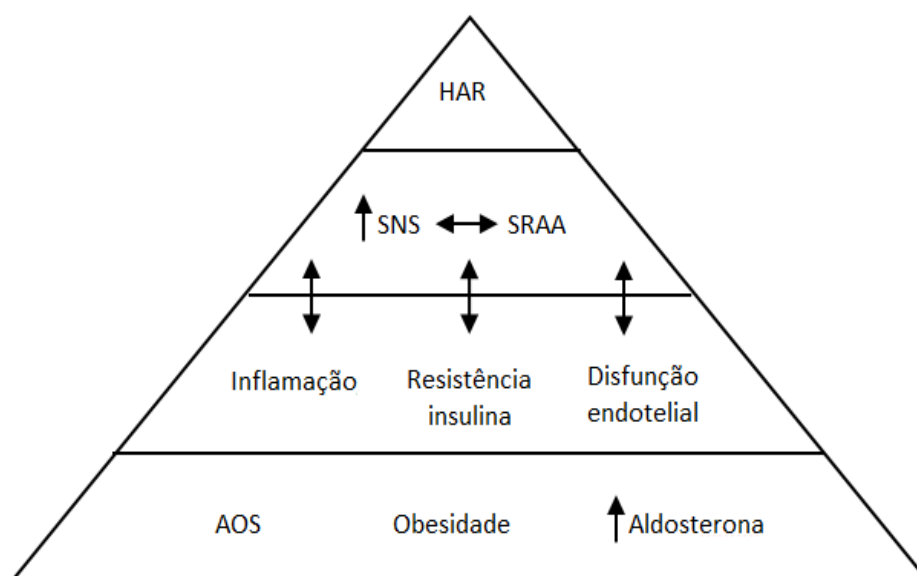 HAR
SNS SRAA
Inflamação Resistência insulina Disfunção endotelial
AOS Obesidade Aldosterona